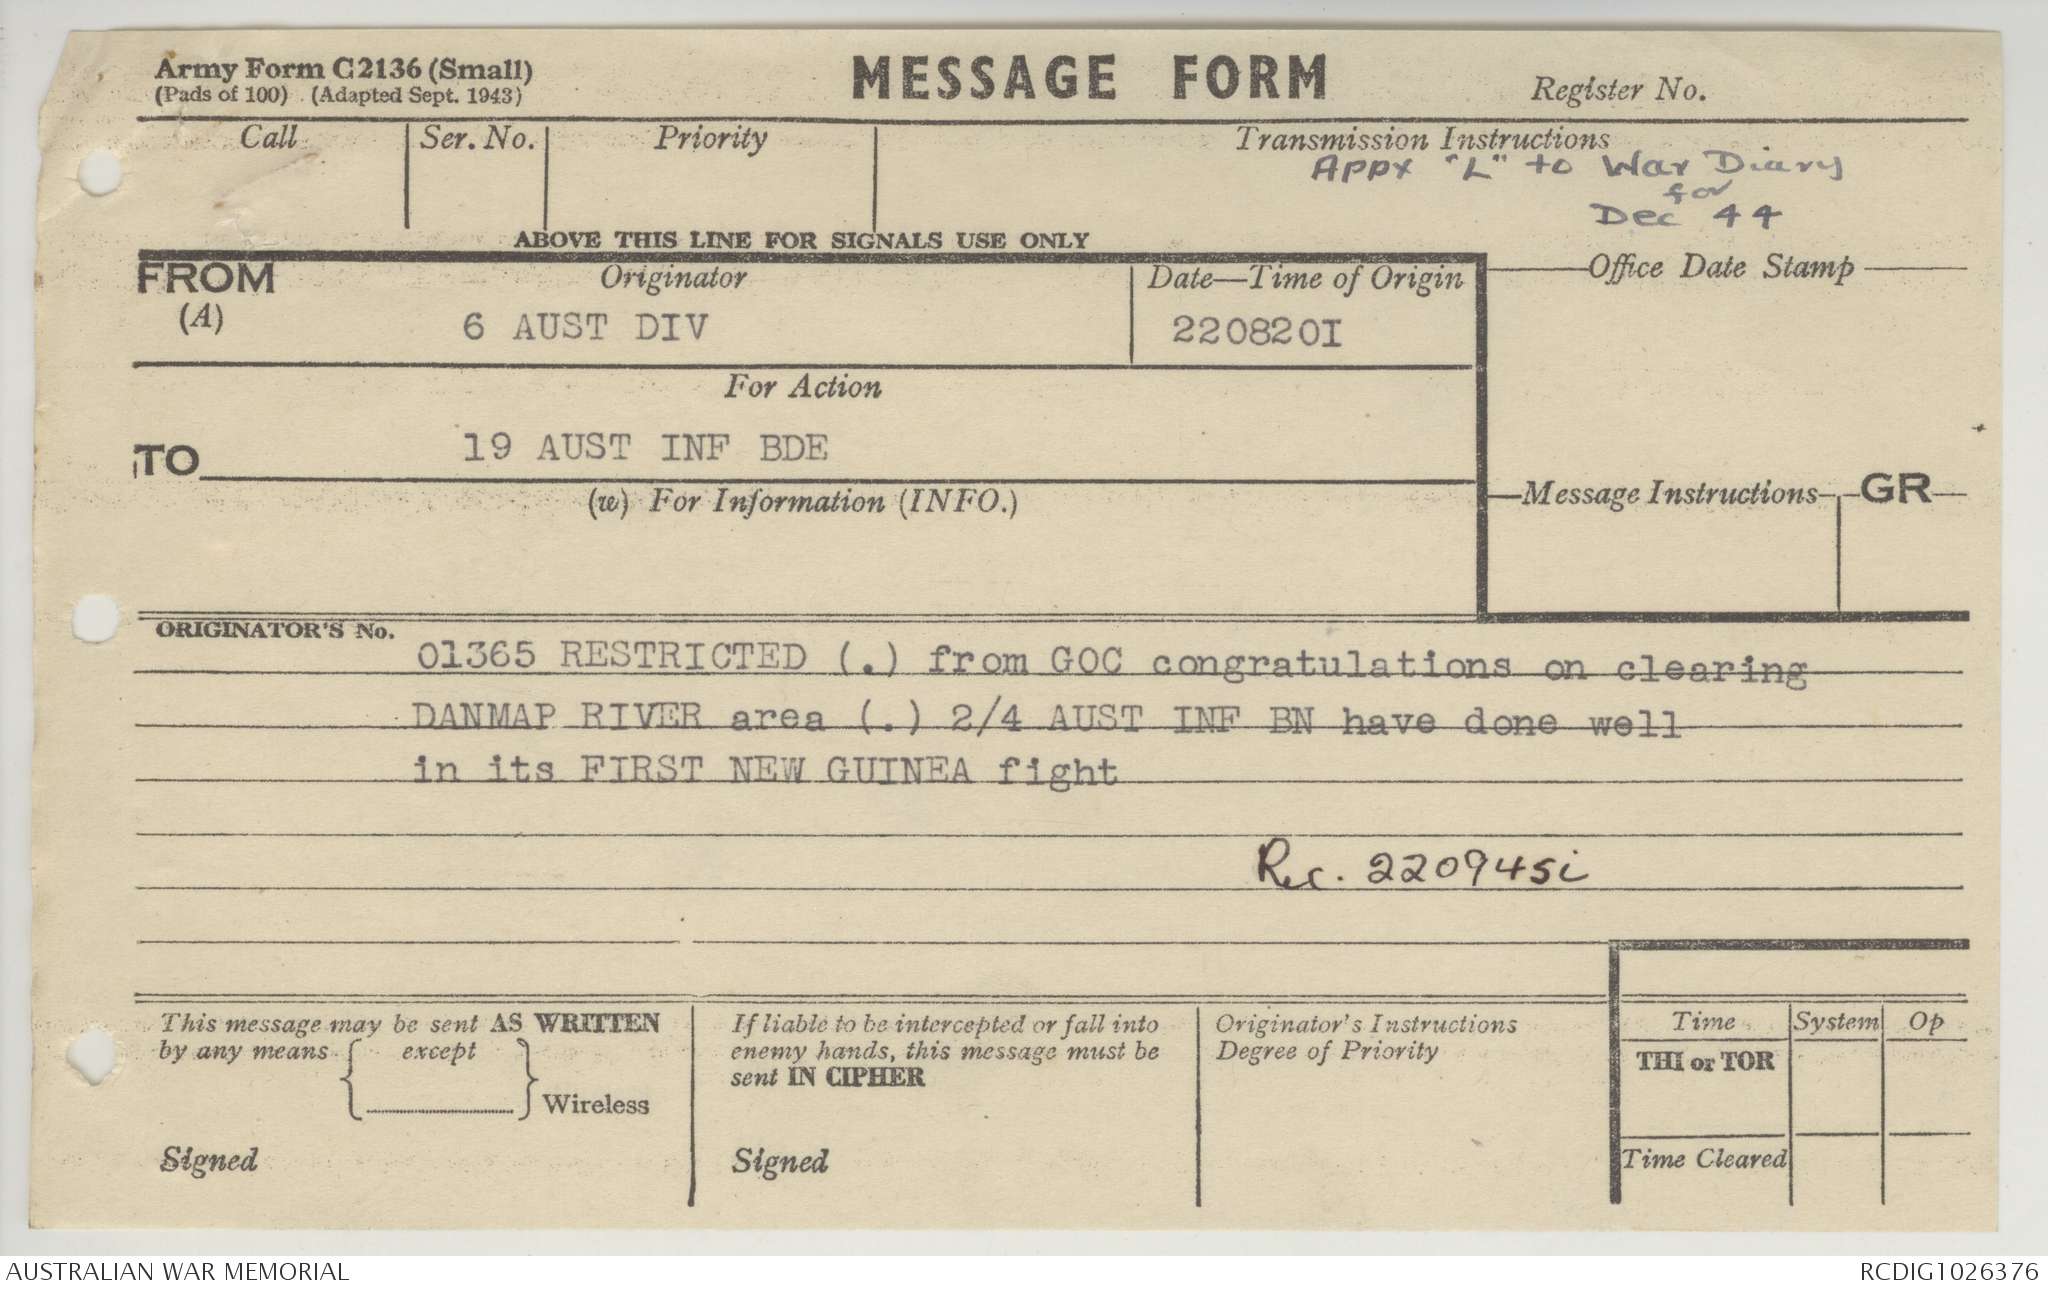 Army Form C2136 (Small)
(Pads of 100) (Adapted Sept. 1943)
MESSAGE FORM
Register No.
Call
Ser. No.
Priority
Transmission Instructions
Appx "L" to War Diary
for
Dec 44
ABOVE THIS LINE FOR SIGNALS USE ONLY
FROM
(A)
Originator
6 AUST DIV
Date—Time of Origin
220820I
Office Date Stamp
For Action
TO
19 AUST INF BDE
(w) For Information (INFO.)
Message Instructions
GR
ORIGINATOR'S No.
01365 RESTRICTED (.) from GOC congratulations on clearing
DANMAP RIVER area (.) 2/4 AUST INF BN have done well
in its FIRST NEW GUINEA fight
Rec. 220945i
This message may be sent AS WRITTEN
by any means { except } Wireless
Signed
If liable to be intercepted or fall into
enemy hands, this message must be
sent IN CIPHER
Signed
Originator's Instructions
Degree of Priority
Time
System
Op
THI or TOR
Time Cleared
AUSTRALIAN WAR MEMORIAL
RCDIG1026376